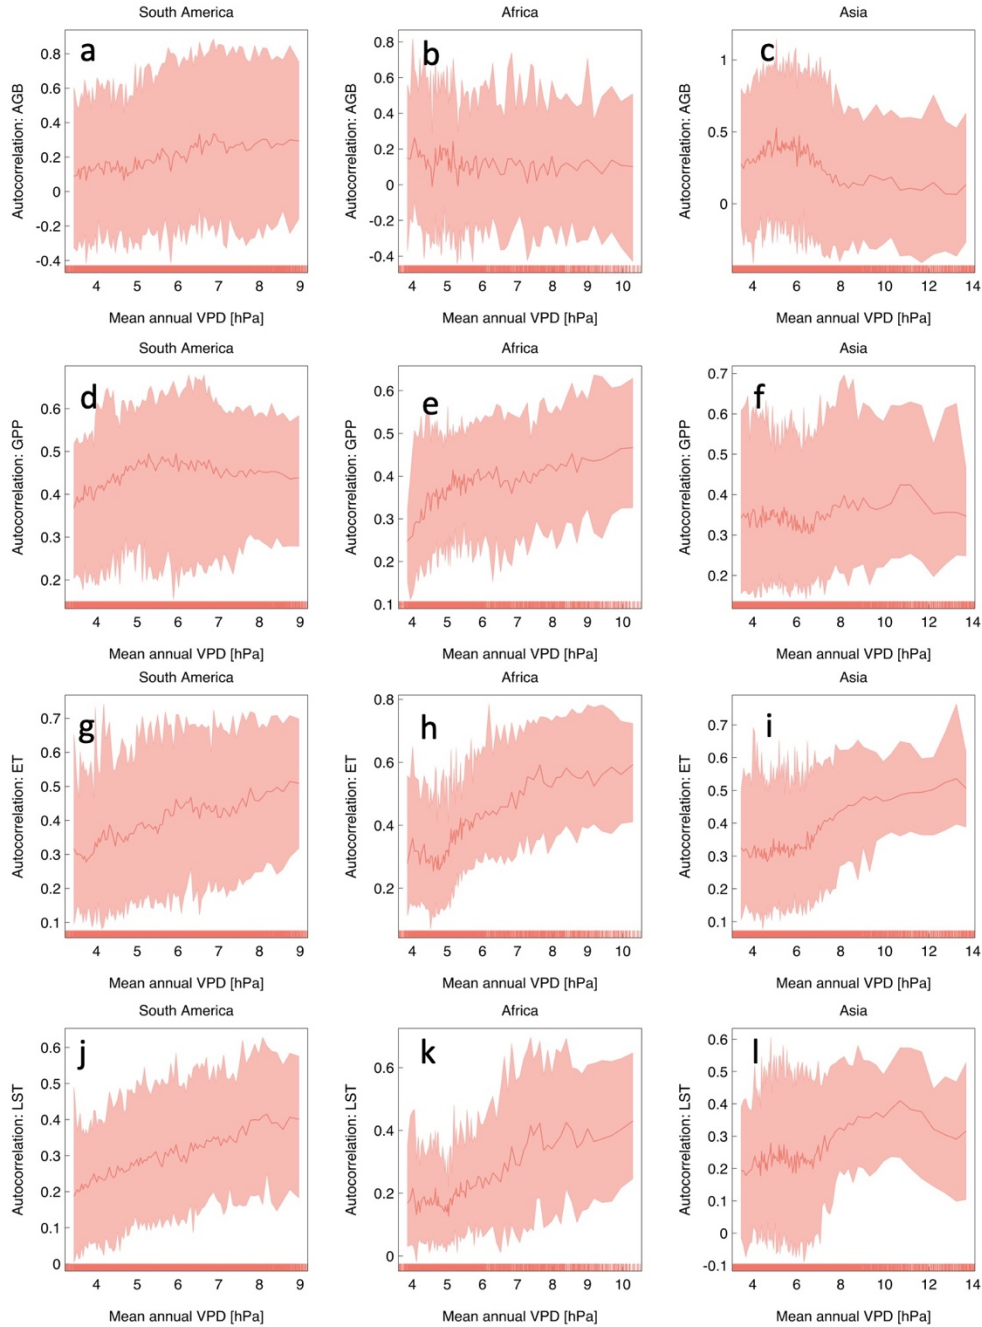 South America
Africa
Asia
a
b
c
Autocorrelation: AGB
0.8
0.6
0.4
0.2
0
-0.2
-0.4
4 5 6 7 8 9
Mean annual VPD [hPa]
Autocorrelation: AGB
0.8
0.6
0.4
0.2
0
-0.2
-0.4
4 5 6 7 8 9 10
Mean annual VPD [hPa]
Autocorrelation: AGB
1
0.5
0
4 6 8 10 12 14
Mean annual VPD [hPa]
South America
Africa
Asia
d
e
f
Autocorrelation: GPP
0.6
0.5
0.4
0.3
0.2
4 5 6 7 8 9
Mean annual VPD [hPa]
Autocorrelation: GPP
0.6
0.5
0.4
0.3
0.2
0.1
4 5 6 7 8 9 10
Mean annual VPD [hPa]
Autocorrelation: GPP
0.7
0.6
0.5
0.4
0.3
0.2
4 6 8 10 12 14
Mean annual VPD [hPa]
South America
Africa
Asia
g
h
i
Autocorrelation: ET
0.7
0.6
0.5
0.4
0.3
0.2
0.1
4 5 6 7 8 9
Mean annual VPD [hPa]
Autocorrelation: ET
0.8
0.6
0.4
0.2
4 5 6 7 8 9 10
Mean annual VPD [hPa]
Autocorrelation: ET
0.7
0.6
0.5
0.4
0.3
0.2
0.1
4 6 8 10 12 14
Mean annual VPD [hPa]
South America
Africa
Asia
j
k
l
Autocorrelation: LST
0.6
0.5
0.4
0.3
0.2
0.1
0
4 5 6 7 8 9
Mean annual VPD [hPa]
Autocorrelation: LST
0.6
0.4
0.2
0
4 5 6 7 8 9 10
Mean annual VPD [hPa]
Autocorrelation: LST
0.6
0.5
0.4
0.3
0.2
0.1
0
-0.1
4 6 8 10 12 14
Mean annual VPD [hPa]